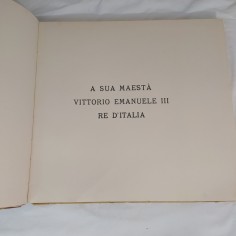 A SUA MAESTÀ
VITTORIO EMANUELE III
RE D'ITALIA